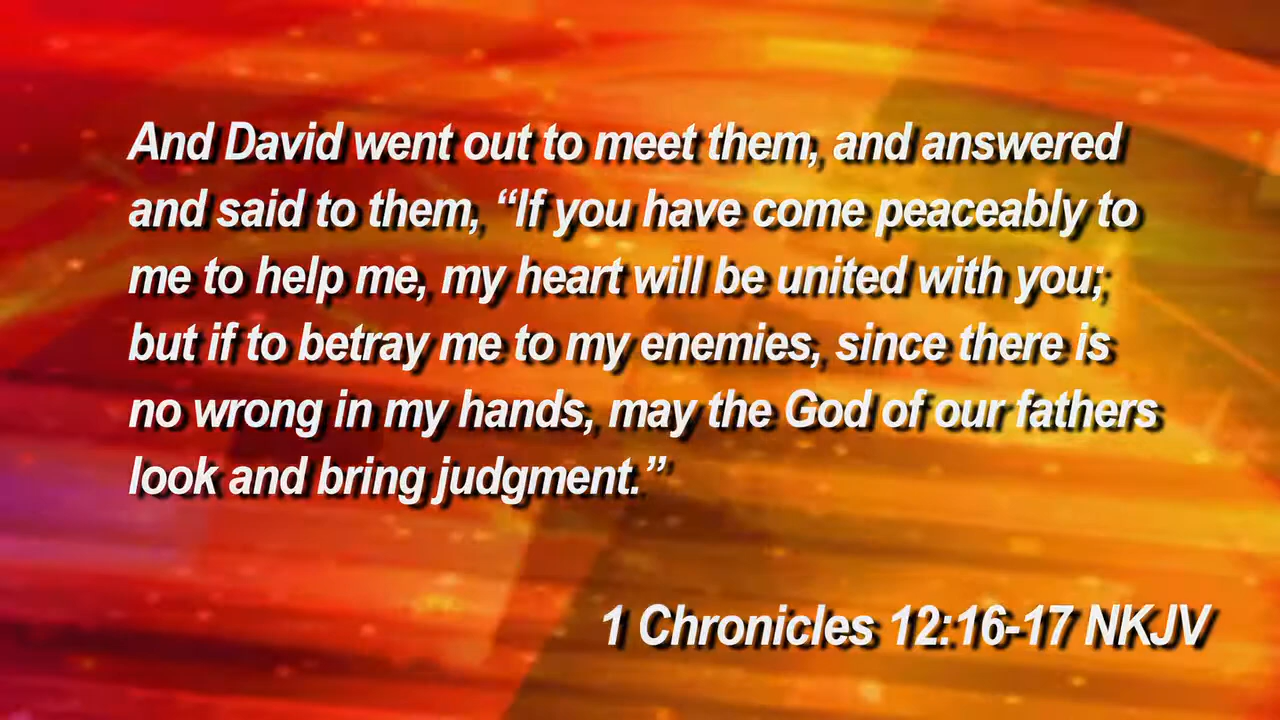 And David went out to meet them, and answered
and said to them, “If you have come peaceably to
me to help me, my heart will be united with you;
but if to betray me to my enemies, since there is
no wrong in my hands, may the God of our fathers
look and bring judgment.”
1 Chronicles 12:16-17 NKJV